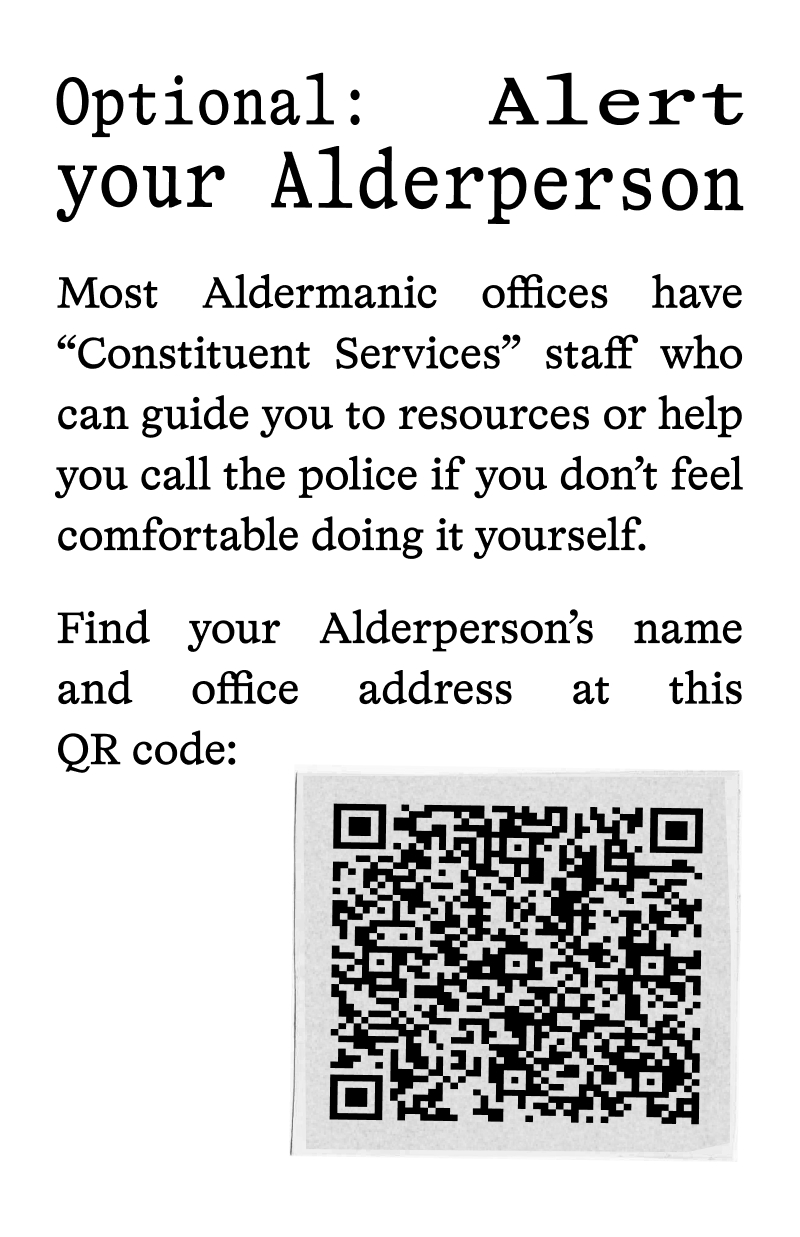 Optional: Alert
your Alderperson
Most Aldermanic offices have
“Constituent Services” staff who
can guide you to resources or help
you call the police if you don’t feel
comfortable doing it yourself.
Find your Alderperson’s name
and office address at this
QR code: